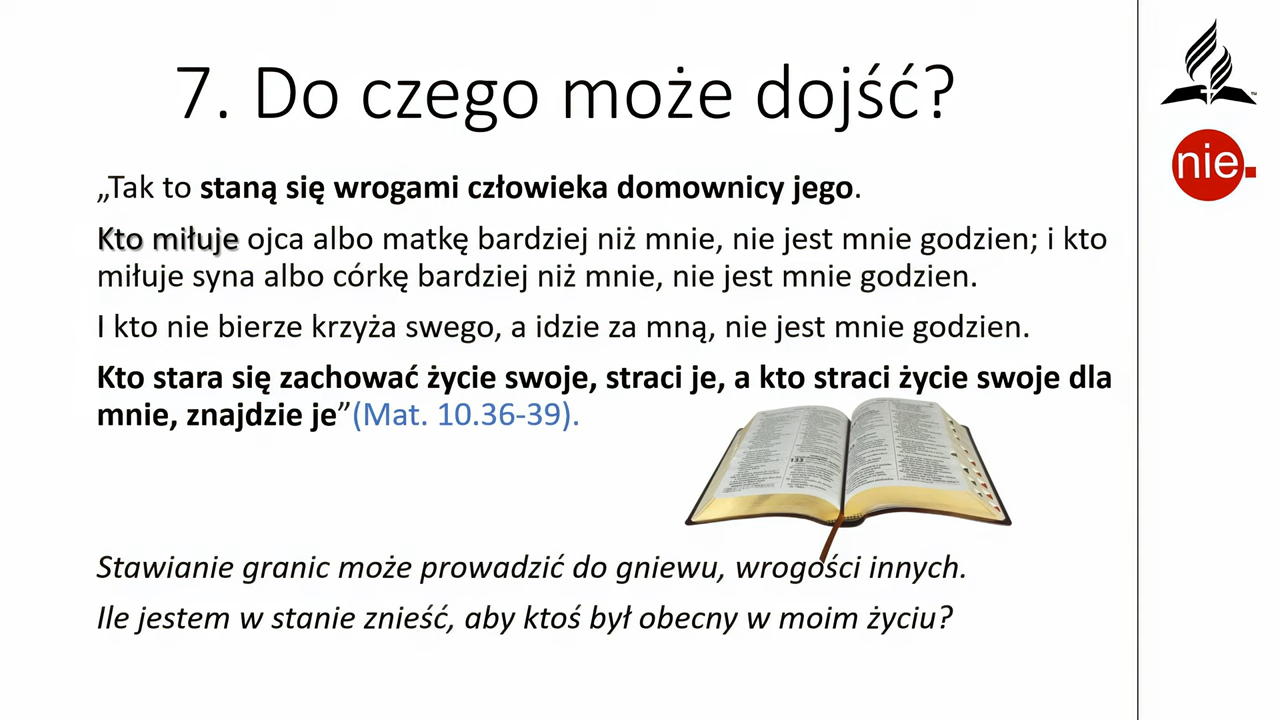 7. Do czego może dojść?
nie.
„Tak to staną się wrogami człowieka domownicy jego.
Kto miłuje ojca albo matkę bardziej niż mnie, nie jest mnie godzien; i kto
miłuje syna albo córkę bardziej niż mnie, nie jest mnie godzien.
I kto nie bierze krzyża swego, a idzie za mną, nie jest mnie godzien.
Kto stara się zachować życie swoje, straci je, a kto straci życie swoje dla
mnie, znajdzie je”(Mat. 10.36-39).
133
Stawianie granic może prowadzić do gniewu, wrogości innych.
Ile jestem w stanie znieść, aby ktoś był obecny w moim życiu?